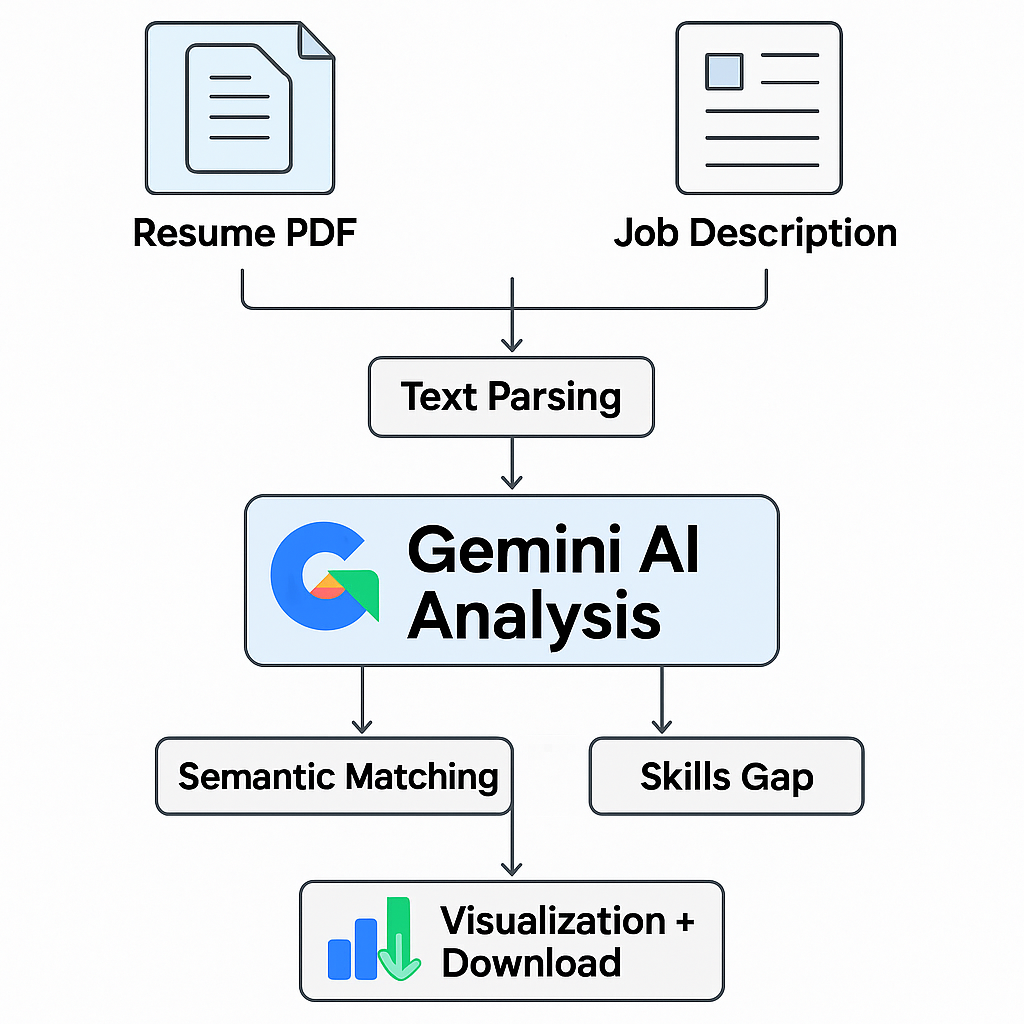 Resume PDF
Job Description
Text Parsing
Gemini AI
Analysis
Semantic Matching
Skills Gap
Visualization +
Download